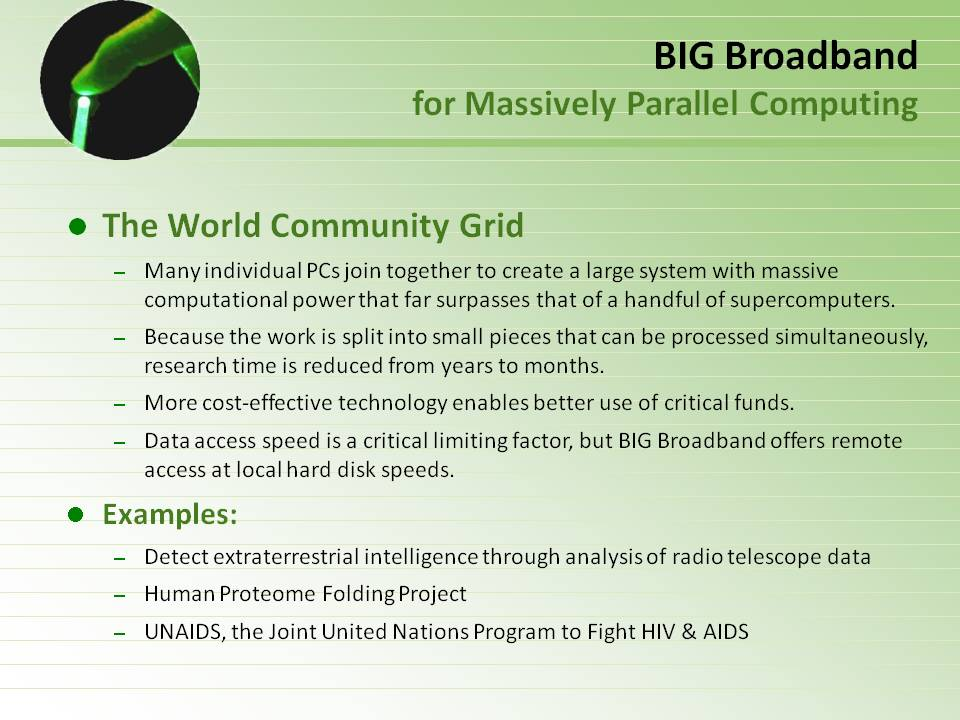 BIG Broadband
for Massively Parallel Computing
● The World Community Grid
– Many individual PCs join together to create a large system with massive
computational power that far surpasses that of a handful of supercomputers.
– Because the work is split into small pieces that can be processed simultaneously,
research time is reduced from years to months.
– More cost-effective technology enables better use of critical funds.
– Data access speed is a critical limiting factor, but BIG Broadband offers remote
access at local hard disk speeds.
● Examples:
– Detect extraterrestrial intelligence through analysis of radio telescope data
– Human Proteome Folding Project
– UNAIDS, the Joint United Nations Program to Fight HIV & AIDS